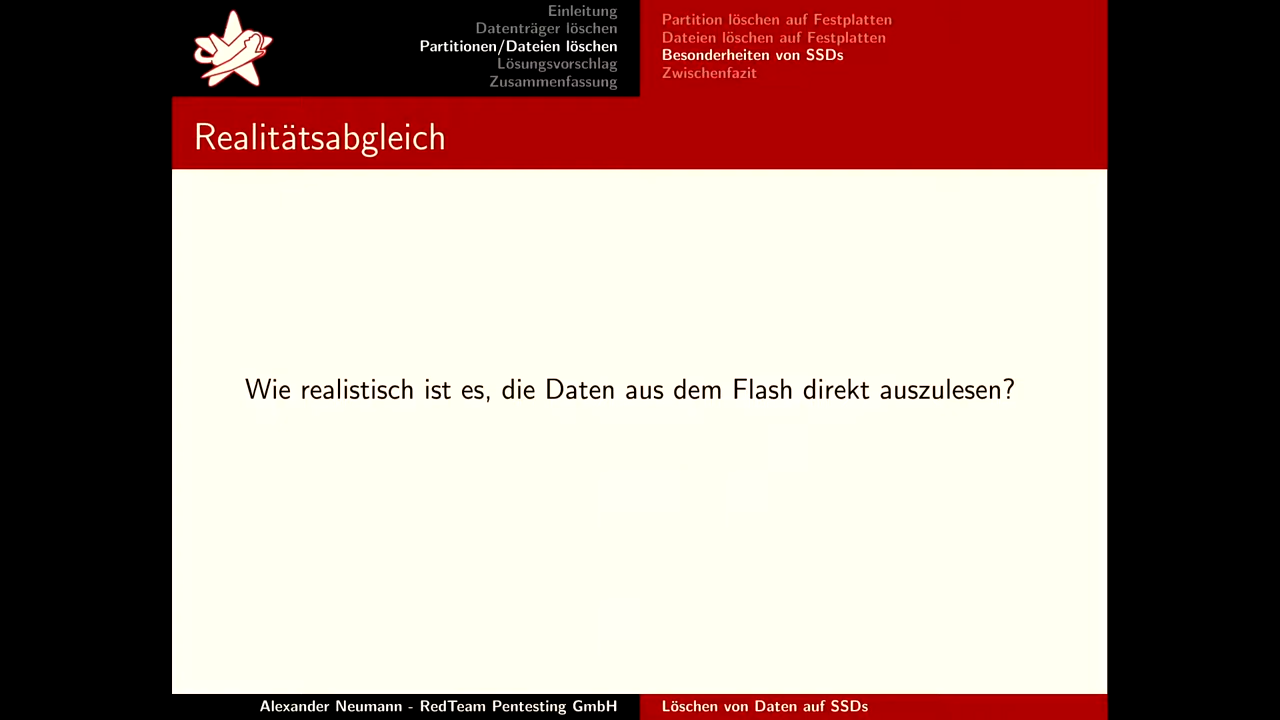 Einleitung
Datenträger löschen
Partitionen/Dateien löschen
Lösungsvorschlag
Zusammenfassung
Partition löschen auf Festplatten
Dateien löschen auf Festplatten
Besonderheiten von SSDs
Zwischenfazit
Realitätsabgleich
Wie realistisch ist es, die Daten aus dem Flash direkt auszulesen?
Alexander Neumann - RedTeam Pentesting GmbH
Löschen von Daten auf SSDs